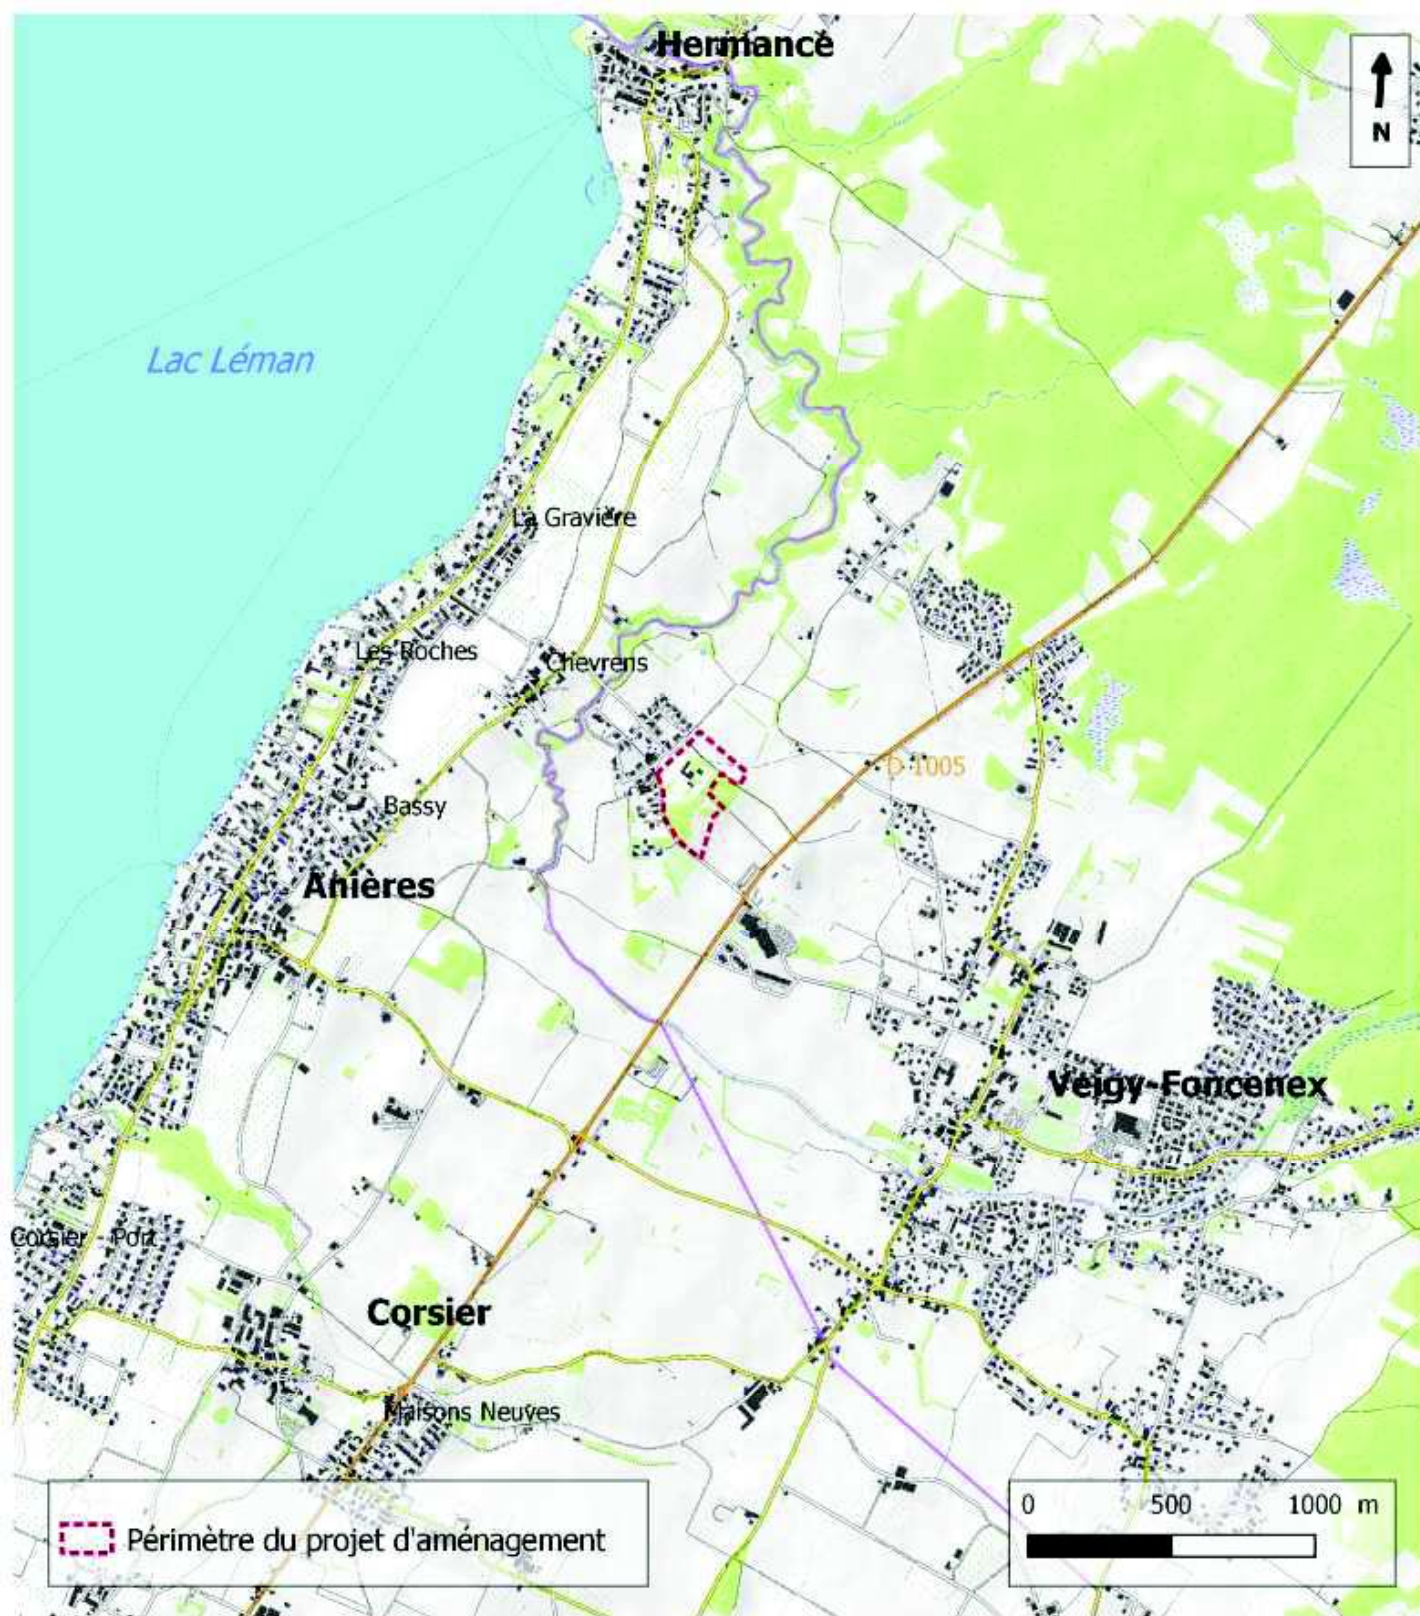 Hermance
N
Lac Léman
La Gravière
Les Roches
Chevrens
D 1005
Bassy
Anières
Veigy-Foncenex
Corsier - Port
Corsier
Maisons Neuves
Périmètre du projet d'aménagement
0 500 1000 m